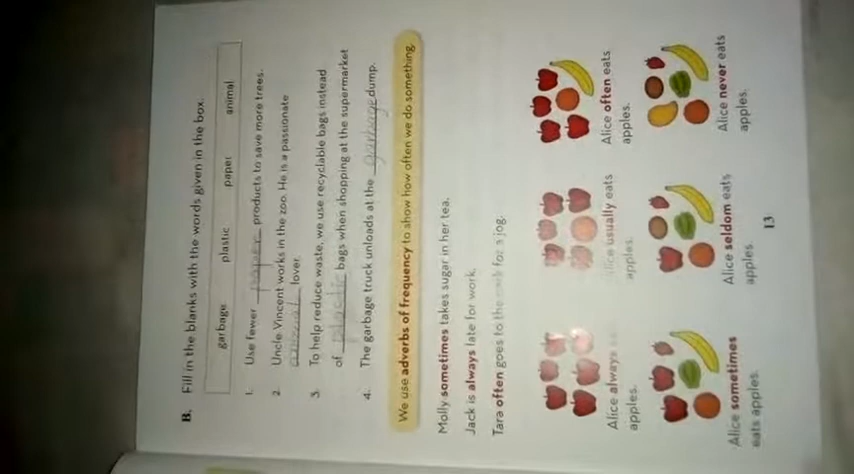 B. Fill in the blanks with the words given in the box.
garbage plastic paper animal
1. Use fewer paper products to save more trees.
2. Uncle Vincent works in the zoo. He is a passionate
animal lover.
3. To help reduce waste, we use recyclable bags instead
of plastic bags when shopping at the supermarket
4. The garbage truck unloads at the garbage dump.
We use adverbs of frequency to show how often we do something.
Molly sometimes takes sugar in her tea.
Jack is always late for work.
Tara often goes to the for a jog.
Alice always
apples.
Alice usually eats
apples.
Alice often eats
apples.
Alice sometimes
eats apples.
Alice seldom eats
apples
Alice never eats
apples.
13